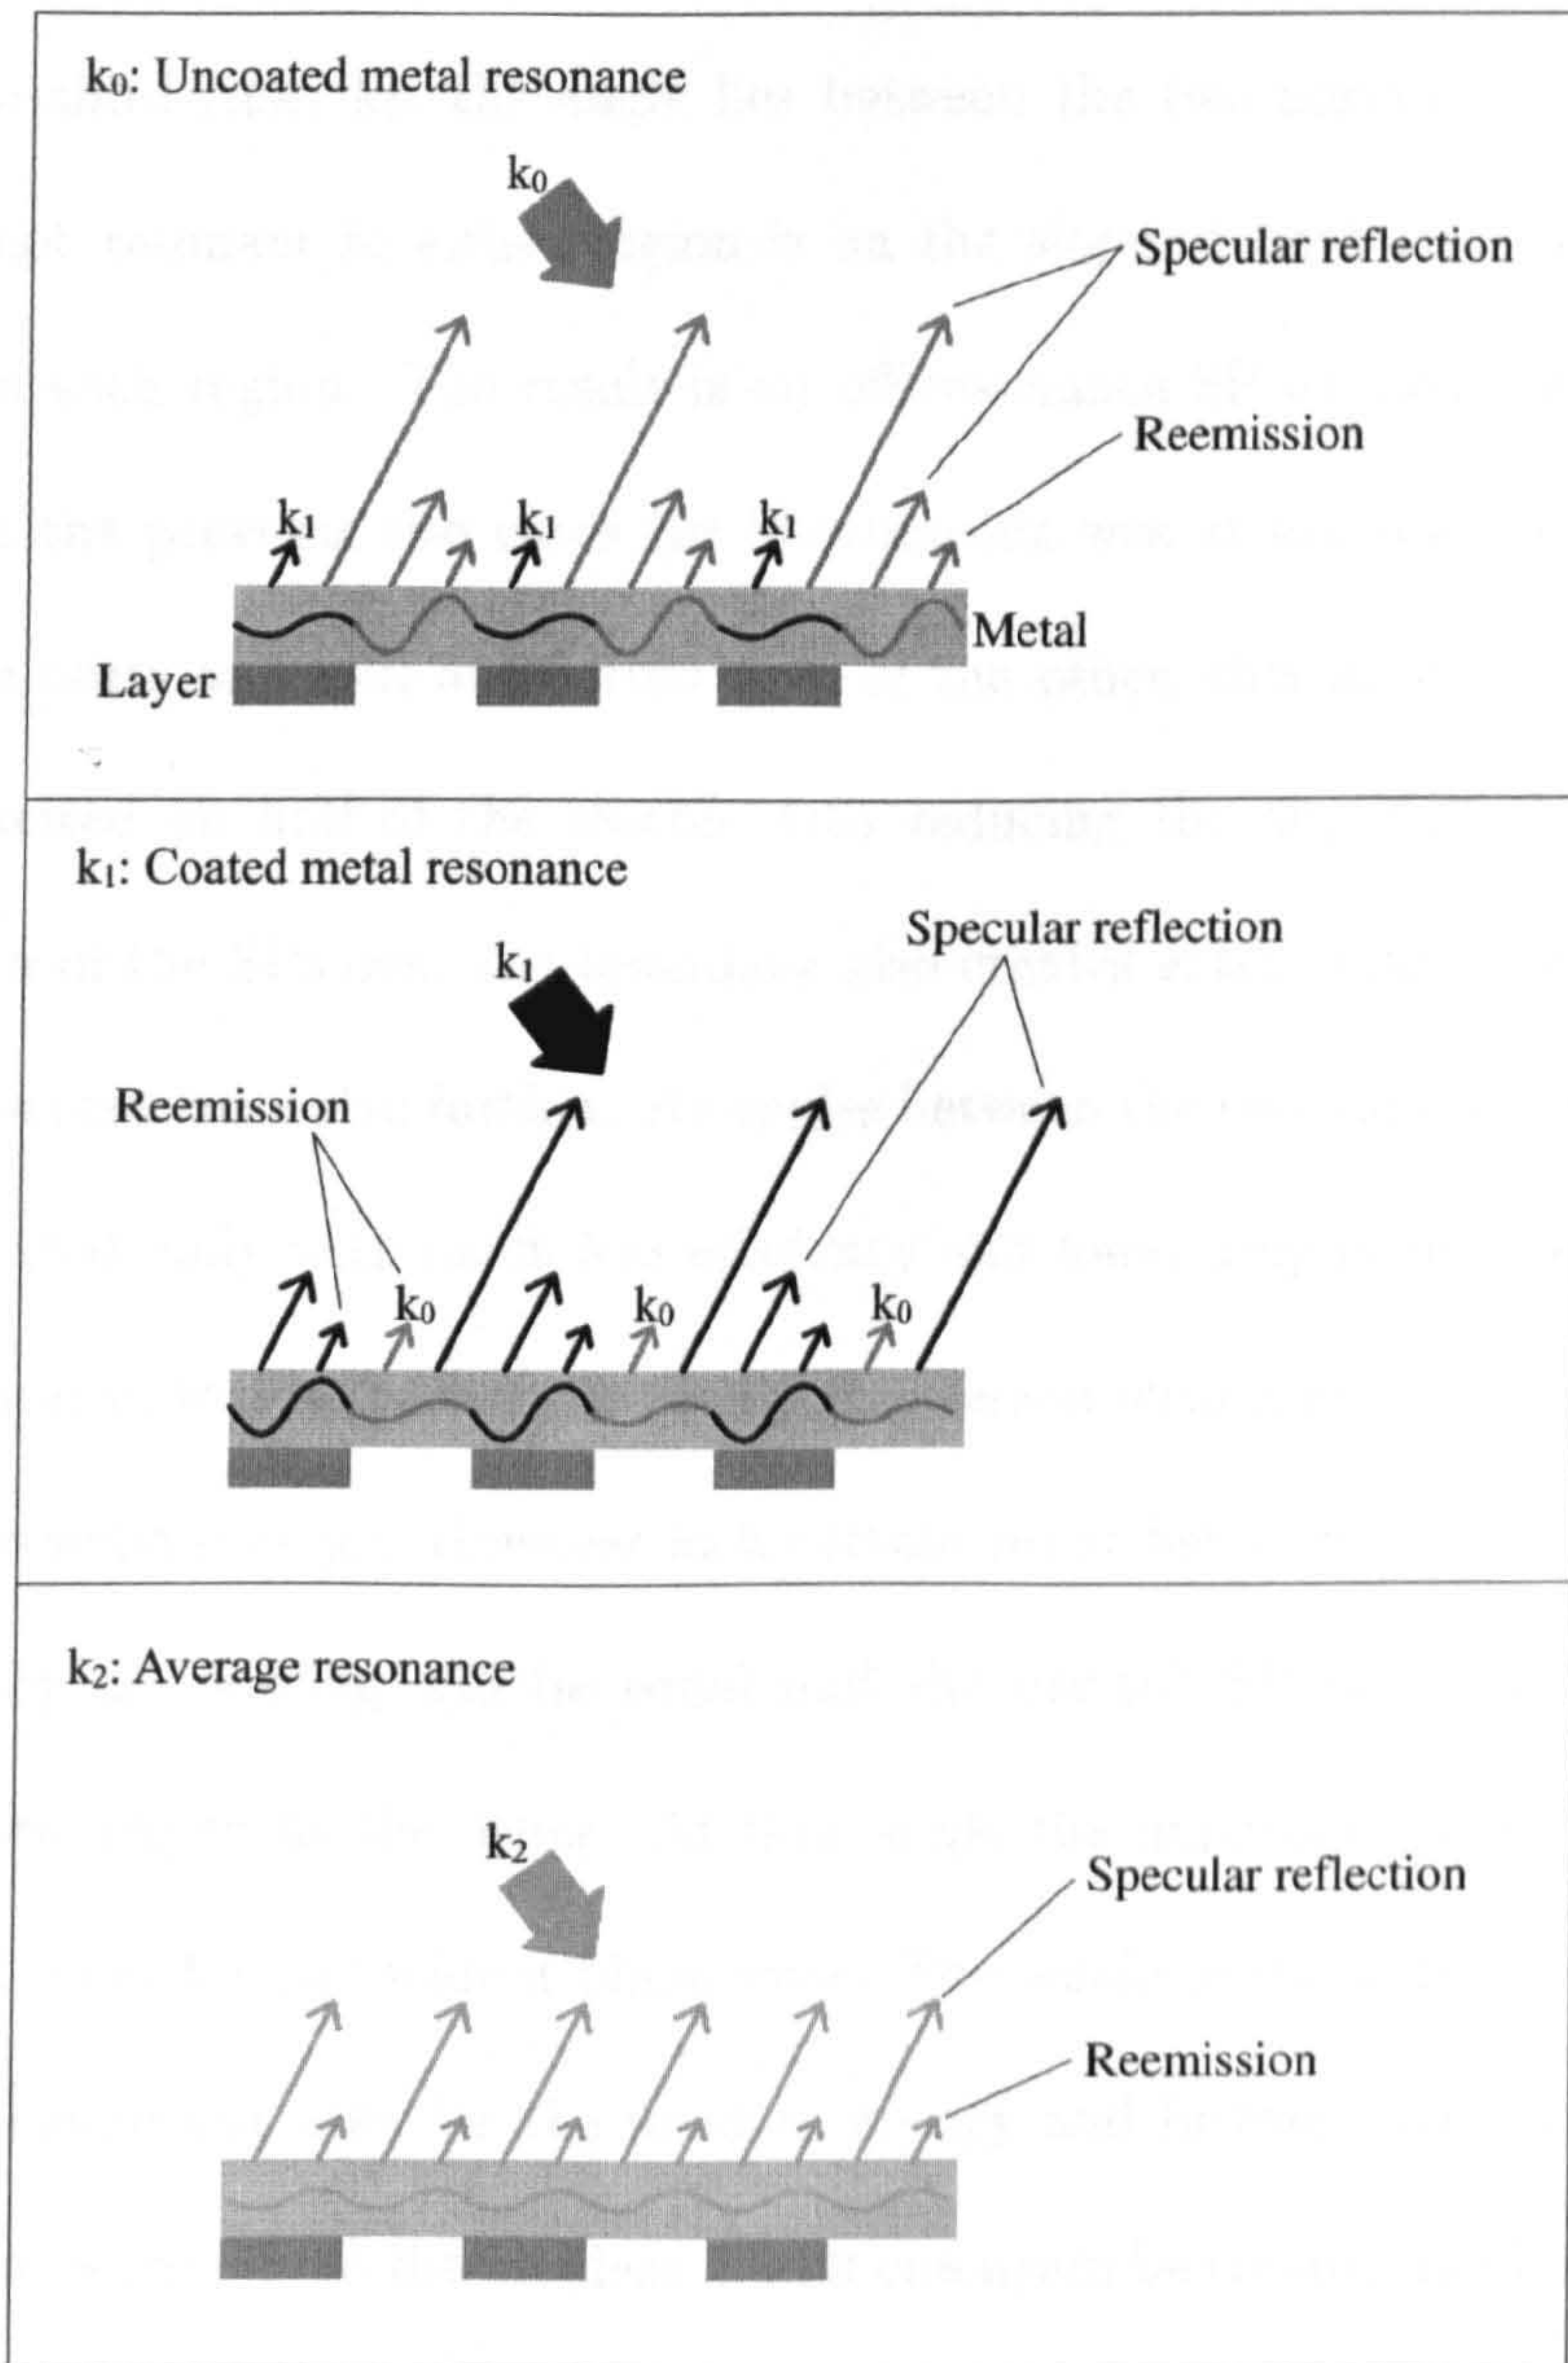 k₀: Uncoated metal resonance
k₀
Specular reflection
Reemission
k₁ k₁ k₁
Metal
Layer
k₁: Coated metal resonance
Specular reflection
k₁
Reemission
k₀ k₀ k₀
k₂: Average resonance
k₂
Specular reflection
Reemission